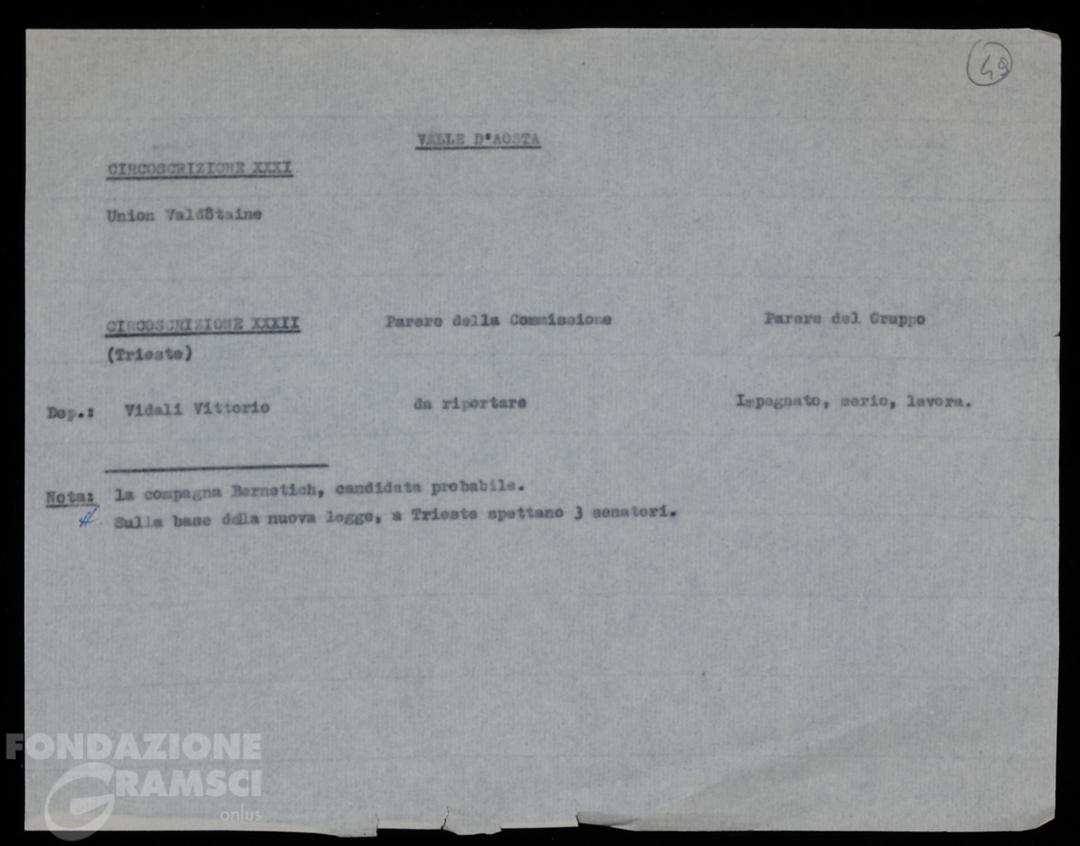 49
VALLE D'AOSTA
CIRCOSCRIZIONE XXXI
Union Valdôtaine
CIRCOSCRIZIONE XXXII Parere della Commissione Parere del Gruppo
(Trieste)
Dep.: Vidali Vittorio da riportare Impegnato, serio, lavora.
Nota: la compagna Bernetich, candidata probabile.
Sulla base della nuova legge, a Trieste spettano 3 senatori.
FONDAZIONE
GRAMSCI
onlus